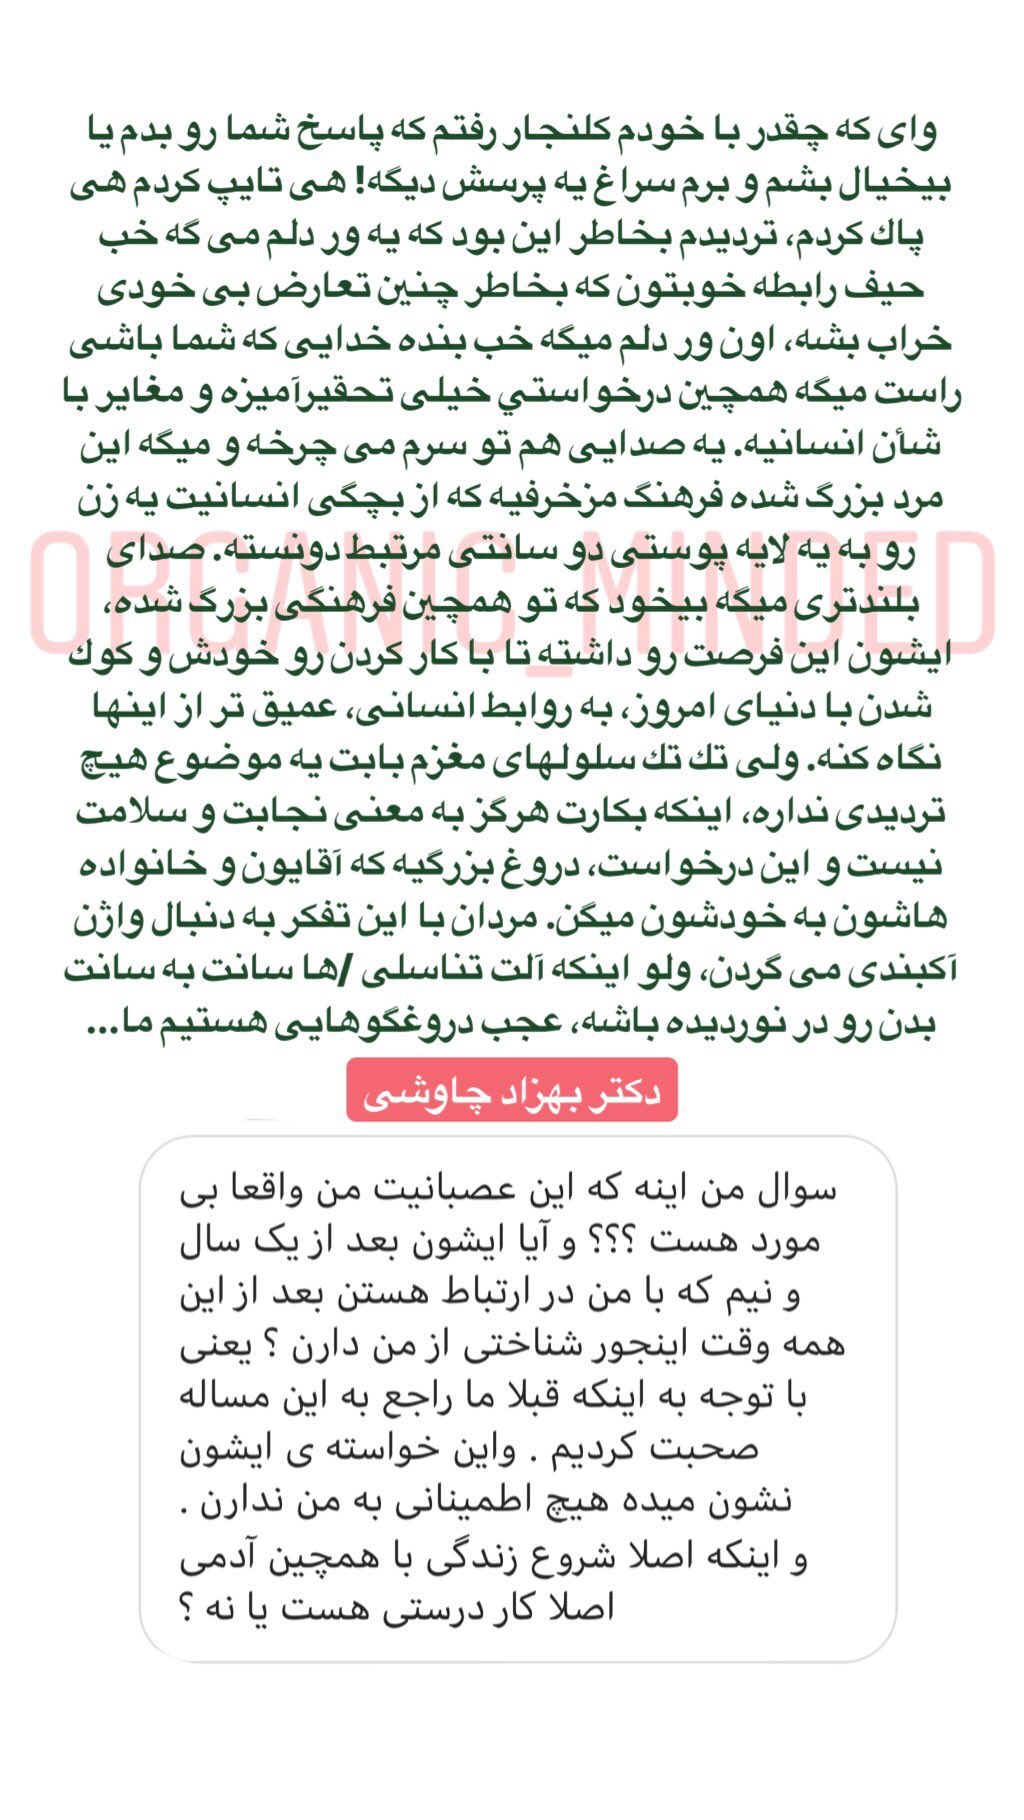 وای که چقدر با خودم کلنجار رفتم که پاسخ شما رو بدم یا
بیخیال بشم و برم سراغ یه پرسش دیگه! هی تایپ کردم هی
پاك کردم، تردیدم بخاطر این بود که یه ور دلم می گه خب
حیف رابطه خوبتون که بخاطر چنین تعارض بی خودی
خراب بشه، اون ور دلم میگه خب بنده خدایی که شما باشی
راست میگه همچین درخواستي خیلی تحقیرآمیزه و مغایر با
شأن انسانیه. یه صدایی هم تو سرم می چرخه و میگه این
مرد بزرگ شده فرهنگ مزخرفیه که از بچگی انسانیت یه زن
رو به یه لایه پوستی دو سانتی مرتبط دونسته. صدای
ORGANIC_MINDED
بلندتری میگه بیخود که تو همچین فرهنگی بزرگ شده،
ایشون این فرصت رو داشته تا با کار کردن رو خودش و کوك
شدن با دنیای امروز، به روابط انسانی، عمیق تر از اینها
نگاه کنه. ولی تك تك سلولهای مغزم بابت یه موضوع هیچ
تردیدی نداره، اینکه بکارت هرگز به معنی نجابت و سلامت
نیست و این درخواست، دروغ بزرگیه که آقایون و خانواده
هاشون به خودشون میگن. مردان با این تفکر به دنبال واژن
آکبندی می گردن، ولو اینکه آلت تناسلی /ها سانت به سانت
بدن رو در نوردیده باشه، عجب دروغگوهایی هستیم ما...
دکتر بهزاد چاوشی
سوال من اینه که این عصبانیت من واقعا بی
مورد هست ؟؟؟ و آیا ایشون بعد از یک سال
و نیم که با من در ارتباط هستن بعد از این
همه وقت اینجور شناختی از من دارن ؟ یعنی
با توجه به اینکه قبلا ما راجع به این مساله
صحبت کردیم . واین خواسته ی ایشون
نشون میده هیچ اطمینانی به من ندارن .
و اینکه اصلا شروع زندگی با همچین آدمی
اصلا کار درستی هست یا نه ؟